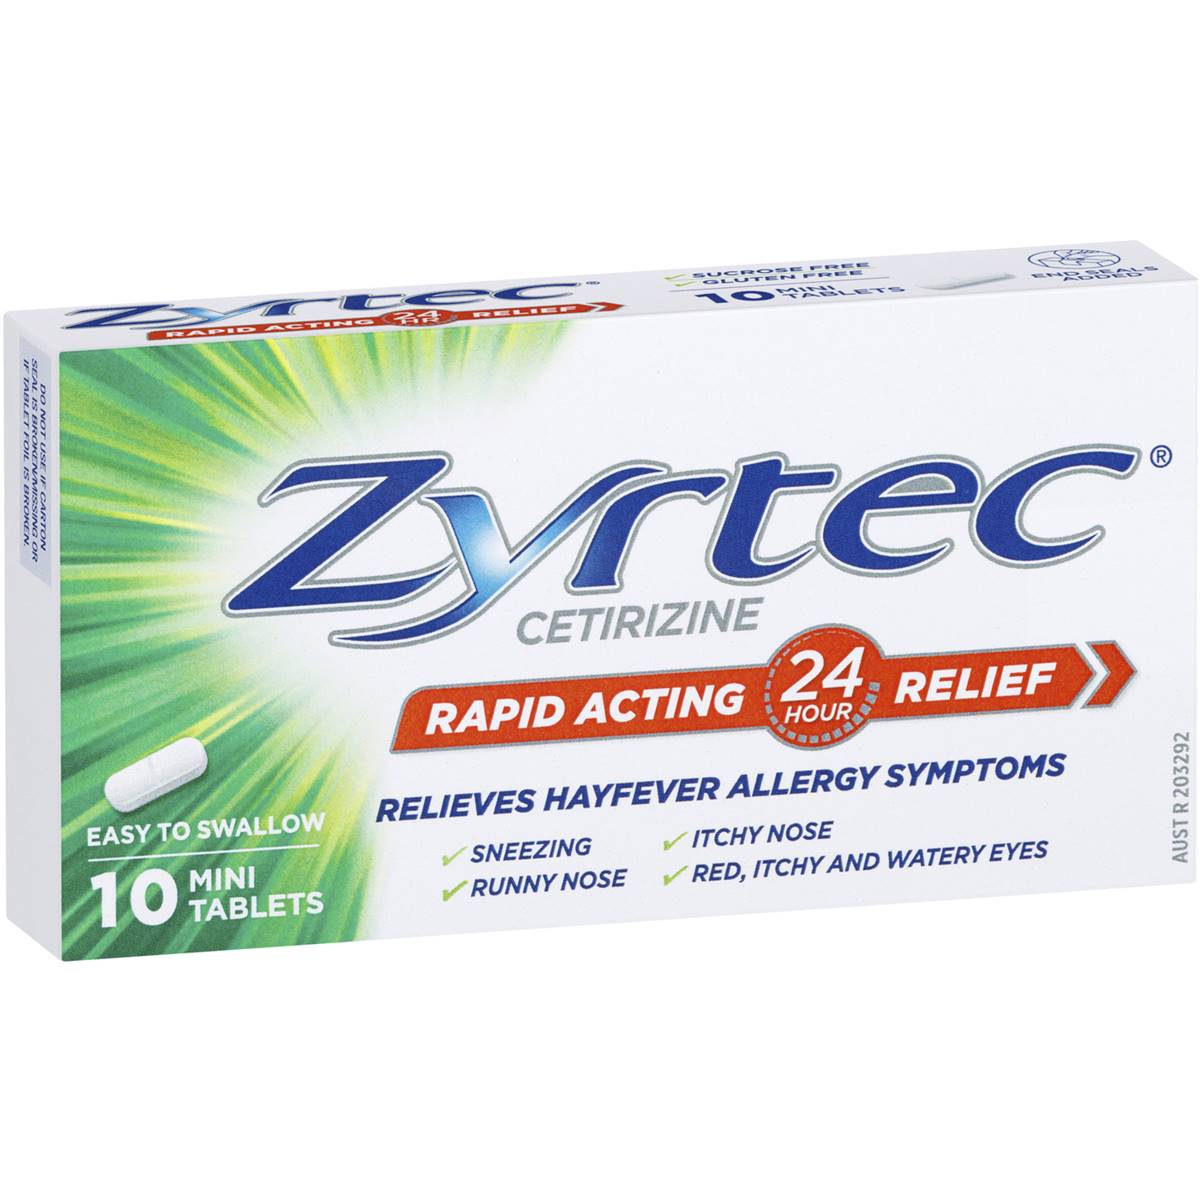 Zyrtec®
RAPID ACTING 24 HR RELIEF
SUCROSE FREE
GLUTEN FREE
10 MINI TABLETS
END SEALS
ADDED
DO NOT USE IF CARTON
SEAL IS BROKEN/MISSING OR
IF TABLET FOIL IS BROKEN.
Zyrtec®
CETIRIZINE
RAPID ACTING 24 HOUR RELIEF
RELIEVES HAYFEVER ALLERGY SYMPTOMS
SNEEZING
RUNNY NOSE
ITCHY NOSE
RED, ITCHY AND WATERY EYES
EASY TO SWALLOW
10 MINI TABLETS
AUST R 203292